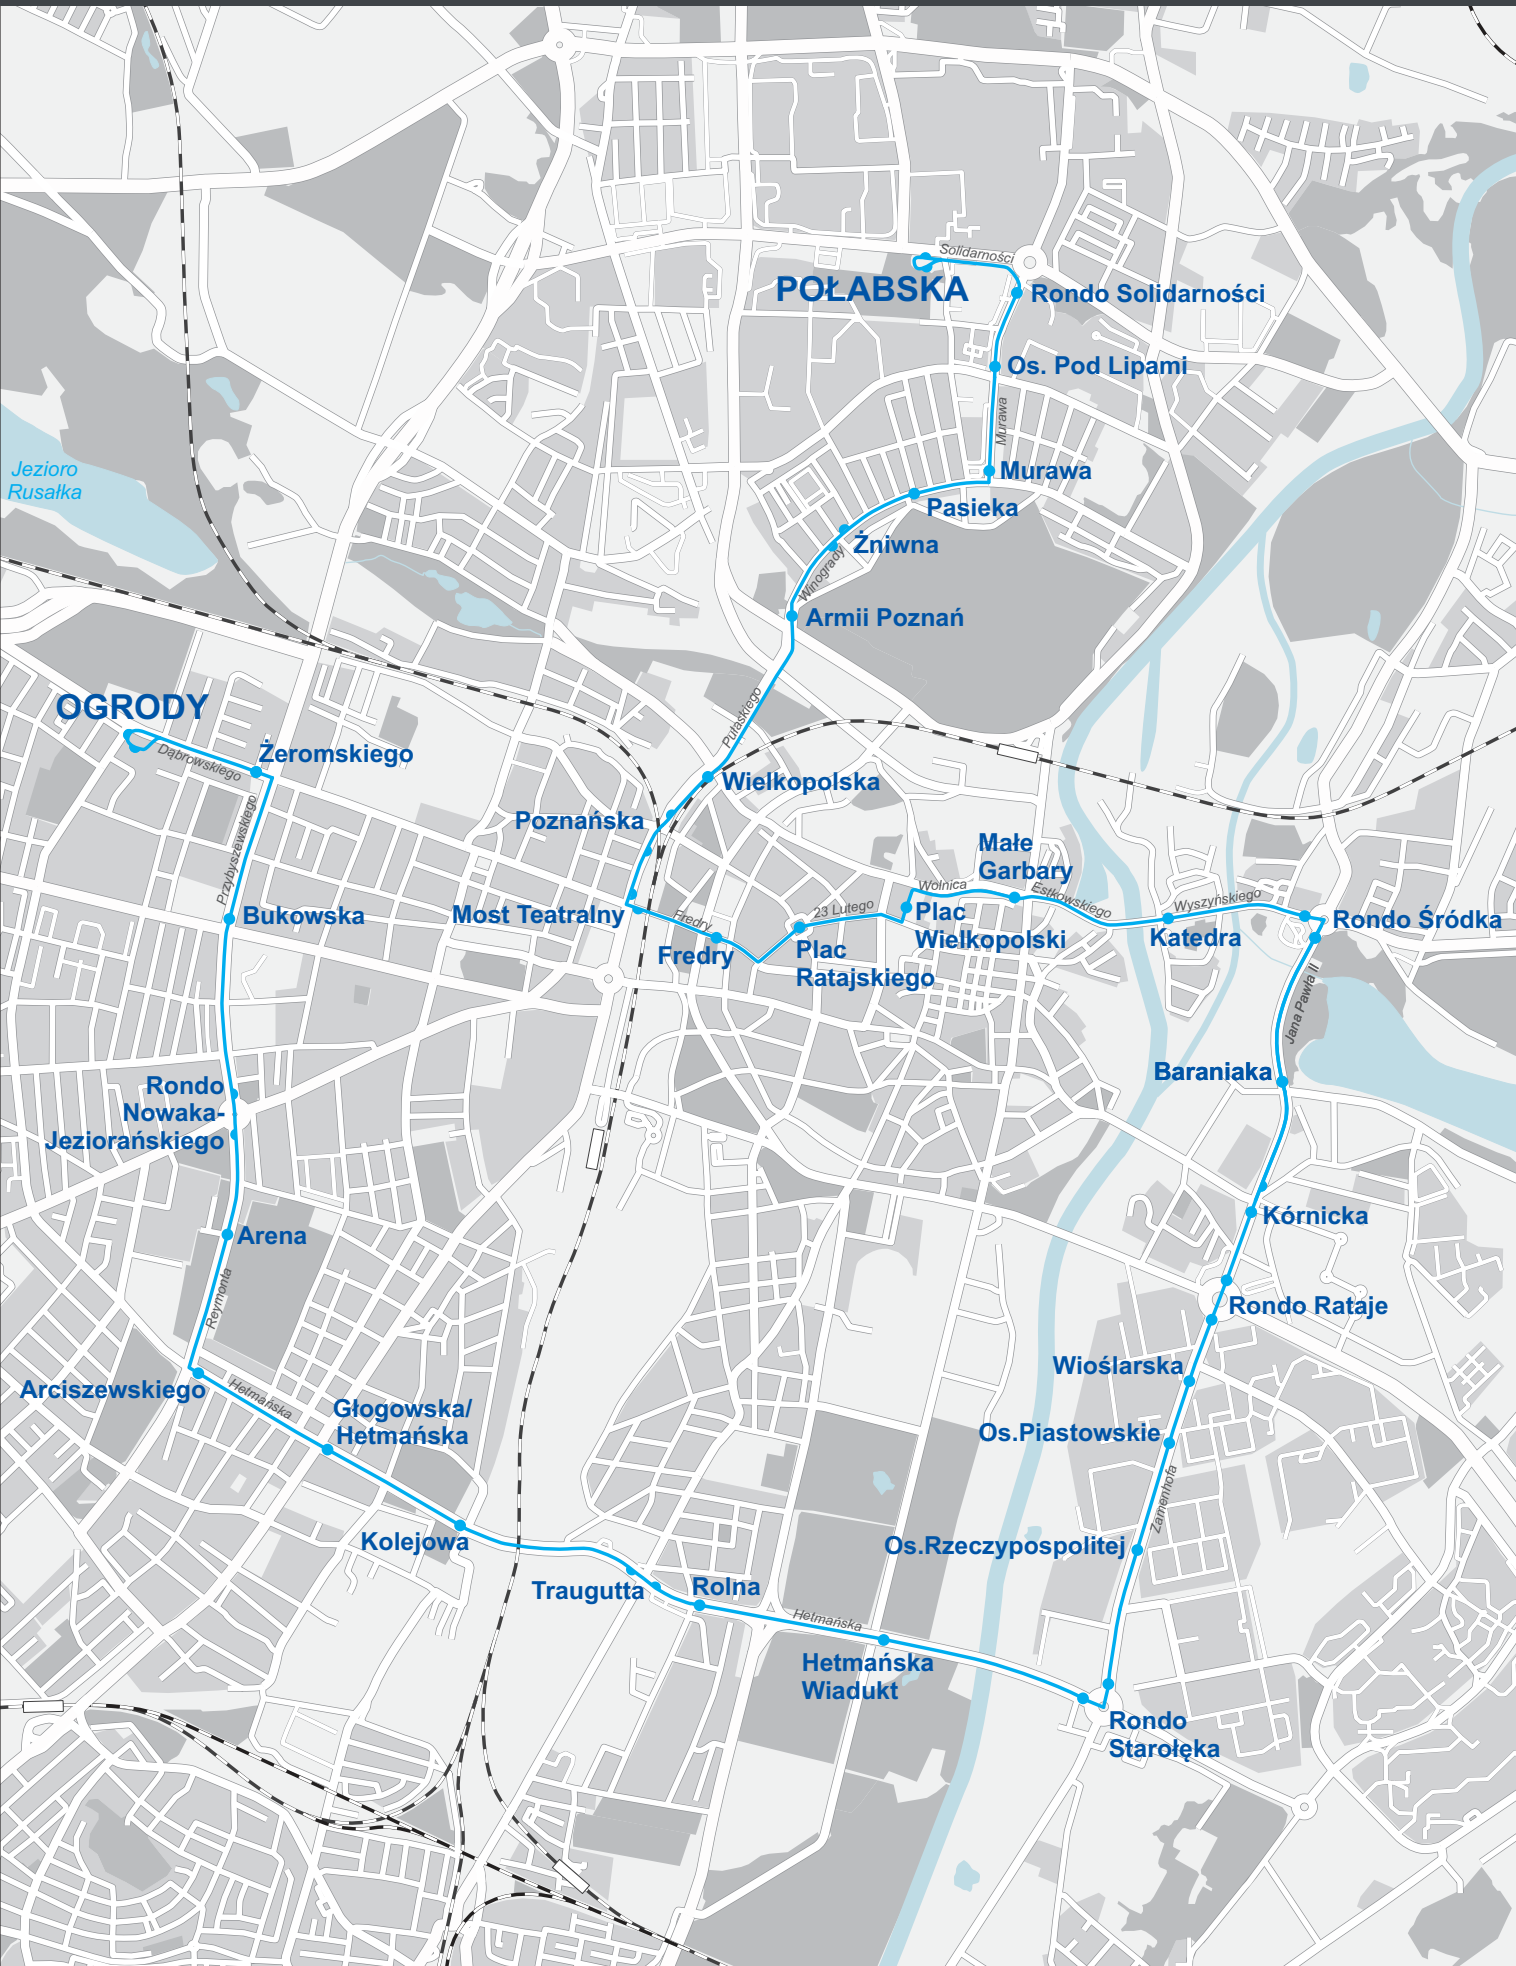 Solidarności
POŁABSKA
Rondo Solidarności
Os. Pod Lipami
Murawa
Jezioro
Rusałka
Murawa
Pasieka
Żniwna
Winogrady
Armii Poznań
Pułaskiego
OGRODY
Dąbrowskiego
Żeromskiego
Wielkopolska
Przybyszewskiego
Poznańska
Małe
Garbary
Wolnica
Estkowskiego
Wyszyńskiego
Bukowska
Most Teatralny
Fredry
Fredry
23 Lutego
Plac
Ratajskiego
Plac
Wielkopolski
Katedra
Rondo Śródka
Jana Pawła II
Baraniaka
Rondo
Nowaka-
Jeziorańskiego
Arena
Kórnicka
Reymonta
Rondo Rataje
Wioślarska
Arciszewskiego
Hetmańska
Głogowska/
Hetmańska
Os.Piastowskie
Zamenhofa
Kolejowa
Os.Rzeczypospolitej
Traugutta
Rolna
Hetmańska
Hetmańska
Wiadukt
Rondo
Starołęka